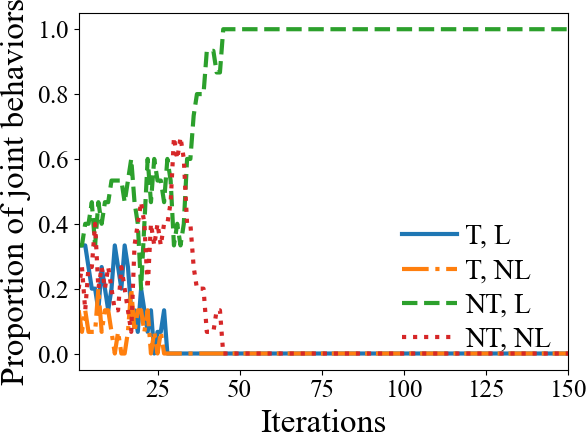 Proportion of joint behaviors
1.0
0.8
0.6
0.4
0.2
0.0
T, L
T, NL
NT, L
NT, NL
25 50 75 100 125 150
Iterations